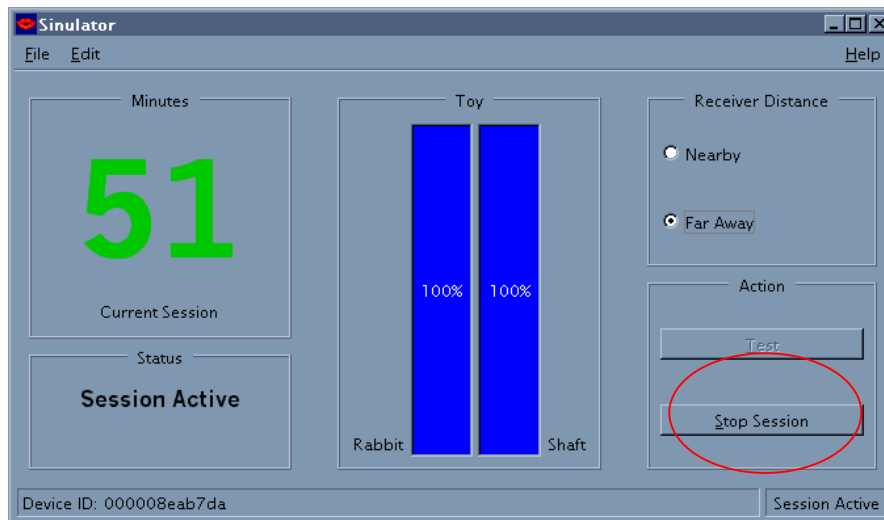 Sinulator
File Edit Help
Minutes
51
Current Session
Status
Session Active
Toy
100% 100%
Rabbit Shaft
Receiver Distance
Nearby
Far Away
Action
Test
Stop Session
Device ID: 000008eab7da
Session Active